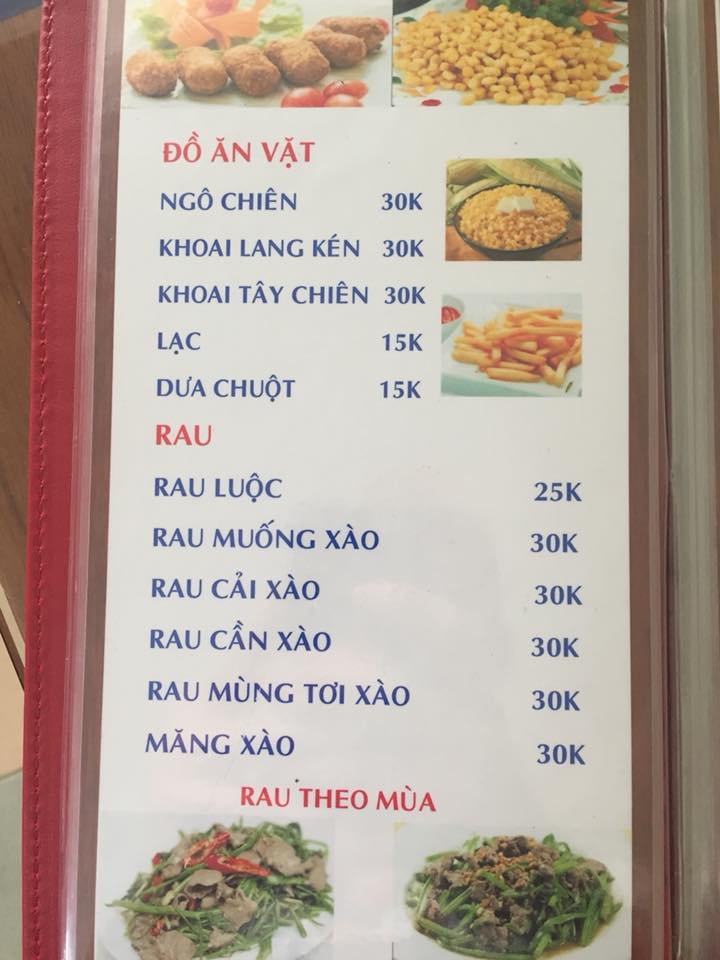 ĐỒ ĂN VẶT
NGÔ CHIÊN 30K
KHOAI LANG KÉN 30K
KHOAI TÂY CHIÊN 30K
LẠC 15K
DƯA CHUỘT 15K
RAU
RAU LUỘC 25K
RAU MUỐNG XÀO 30K
RAU CẢI XÀO 30K
RAU CẦN XÀO 30K
RAU MÙNG TƠI XÀO 30K
MĂNG XÀO 30K
RAU THEO MÙA